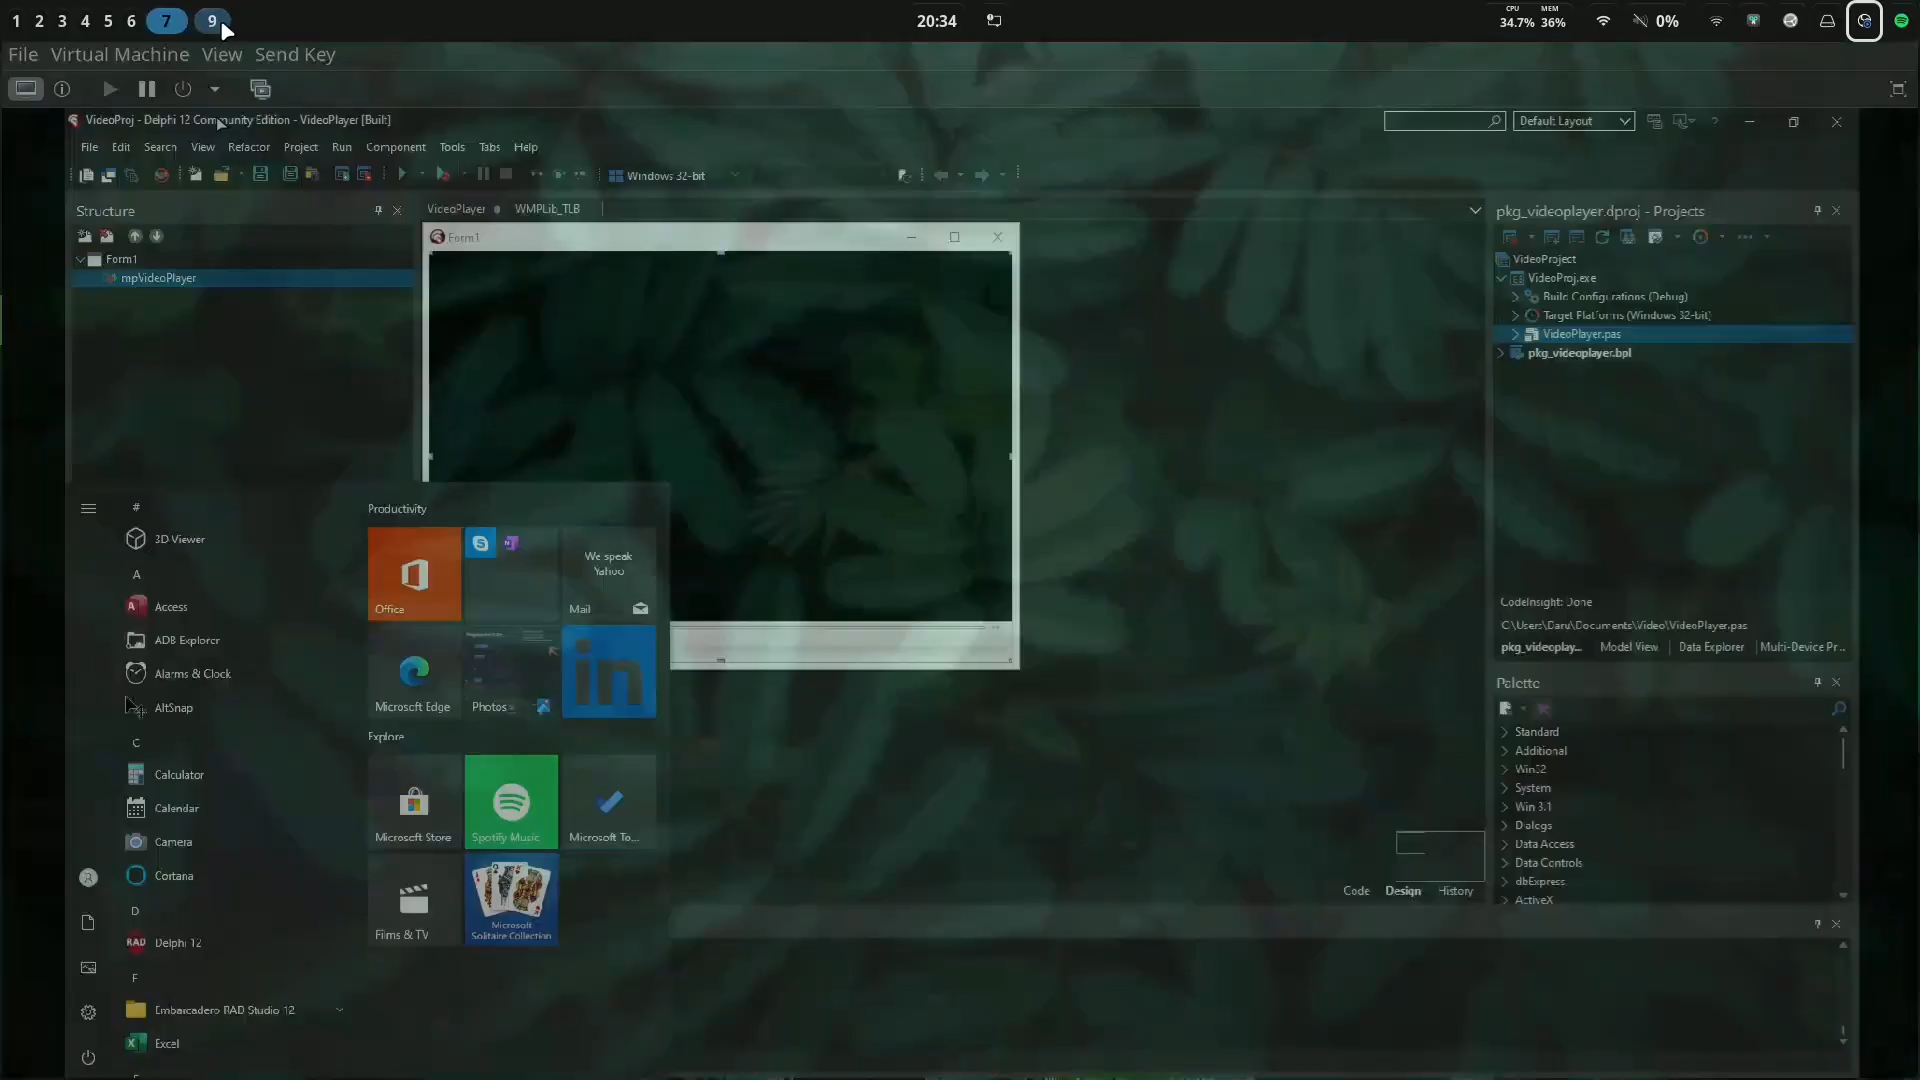 1 2 3 4 5 6 7 9
20:34
CPU MEM
34.7% 36%
0%
File Virtual Machine View Send Key
VideoProj - Delphi 12 Community Edition - VideoPlayer [Built]
Default Layout
File Edit Search View Refactor Project Run Component Tools Tabs Help
Windows 32-bit
Structure
VideoPlayer
WMPLib_TLB
pkg_videoplayer.dproj - Projects
Form1
Form1
mpVideoPlayer
VideoProject
VideoProj.exe
Build Configurations (Debug)
Target Platforms (Windows 32-bit)
VideoPlayer.pas
pkg_videoplayer.bpl
#
3D Viewer
A
Access
ADB Explorer
Alarms & Clock
AltSnap
C
Calculator
Calendar
Camera
Cortana
D
Delphi 12
E
Embarcadero RAD Studio 12
Excel
Productivity
Office
We speak
Yahoo
Mail
Microsoft Edge
Photos
Explore
Microsoft Store
Spotify Music
Microsoft To...
Films & TV
Microsoft
Solitaire Collection
CodeInsight: Done
C:\Users\Daru\Documents\Video\VideoPlayer.pas
pkg_videoplay... Model View Data Explorer Multi-Device Pr...
Palette
Standard
Additional
Win32
System
Win 3.1
Dialogs
Data Access
Data Controls
dbExpress
ActiveX
Code Design History